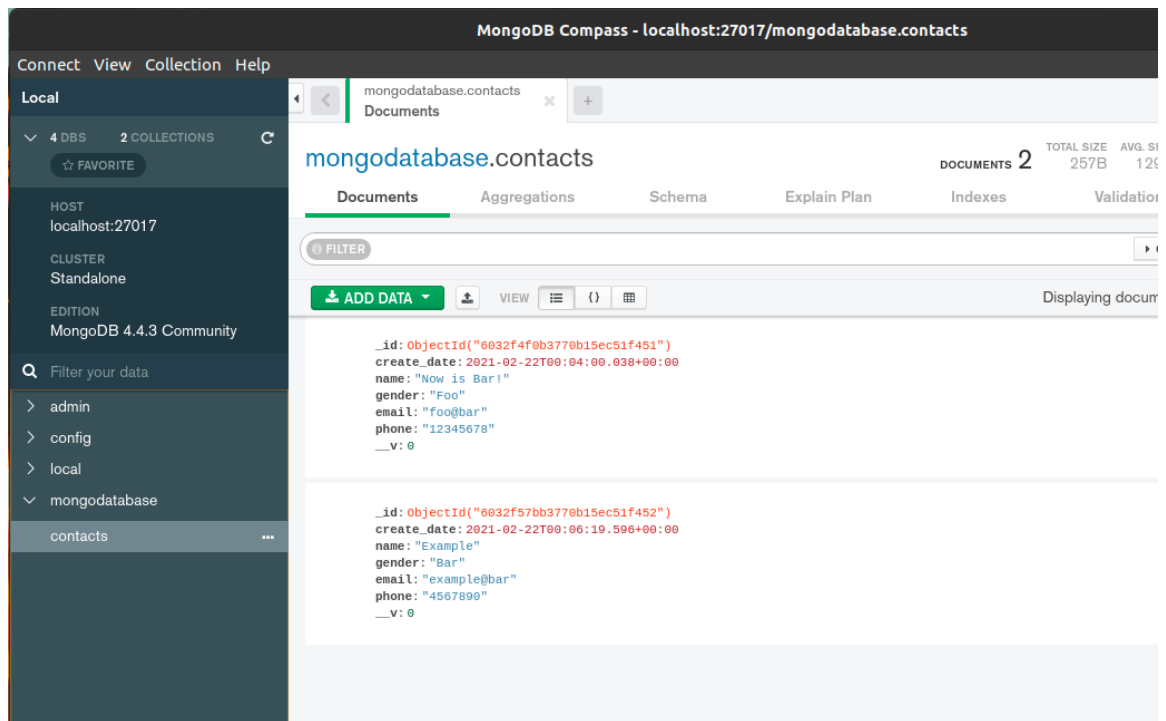 MongoDB Compass - localhost:27017/mongodatabase.contacts
Connect View Collection Help
Local
4 DBS 2 COLLECTIONS
FAVORITE
HOST
localhost:27017
CLUSTER
Standalone
EDITION
MongoDB 4.4.3 Community
Filter your data
admin
config
local
mongodatabase
contacts
mongodatabase.contacts
Documents
mongodatabase.contacts
DOCUMENTS 2
TOTAL SIZE
257B
AVG.
Documents Aggregations Schema Explain Plan Indexes
FILTER
ADD DATA VIEW {} Displaying
_id: ObjectId("6032f4f0b3770b15ec51f451")
create_date: 2021-02-22T00:04:00.038+00:00
name: "Now is Bar!"
gender: "Foo"
email: "foo@bar"
phone: "12345678"
__v: 0
_id: ObjectId("6032f57bb3770b15ec51f452")
create_date: 2021-02-22T00:06:19.596+00:00
name: "Example"
gender: "Bar"
email: "example@bar"
phone: "4567890"
__v: 0